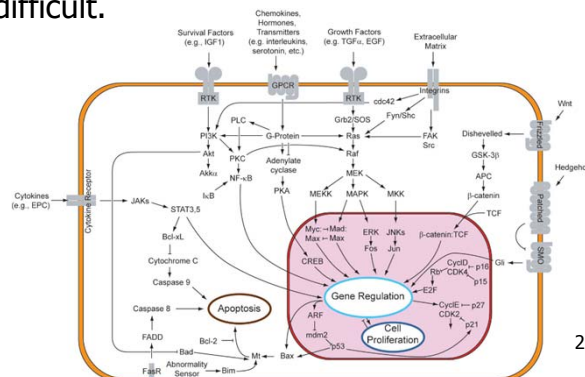 difficult.
Survival Factors
(e.g., IGF1)
Chemokines,
Hormones,
Transmitters
(e.g. interleukins,
serotonin, etc.)
Growth Factors
(e.g. TGFα, EGF)
Extracellular
Matrix
RTK
GPCR
RTK
Integrins
cdc42
Wnt
PLC
Grb2/SOS
Fyn/Shc
PI3K
G-Protein
Ras
FAK
Src
Dishevelled
Frizzled
Akt
PKC
Adenylate
cyclase
Raf
GSK-3β
Akkα
MEK
APC
Hedgeho
NF-κB
PKA
MEKK
MAPK
MKK
β-catenin
Patched
IκB
TCF
Cytokines
(e.g., EPC)
Cytokine Receptor
JAKs
STAT3,5
Myc:
Mad:
Max
Max
ERK
JNKs
β-catenin:TCF
Fos
Jun
Bcl-xL
CREB
CycID
p16
Rb
CDK4
p15
Gli
SMO
Cytochrome C
E2F
Gene Regulation
Caspase 9
CycIE
p27
CDK2
p21
Caspase 8
Apoptosis
ARF
Cell
Proliferation
mdm2
FADD
Bcl-2
p53
2
Bad
Mt
Bax
FasR
Abnormality
Sensor
Bim